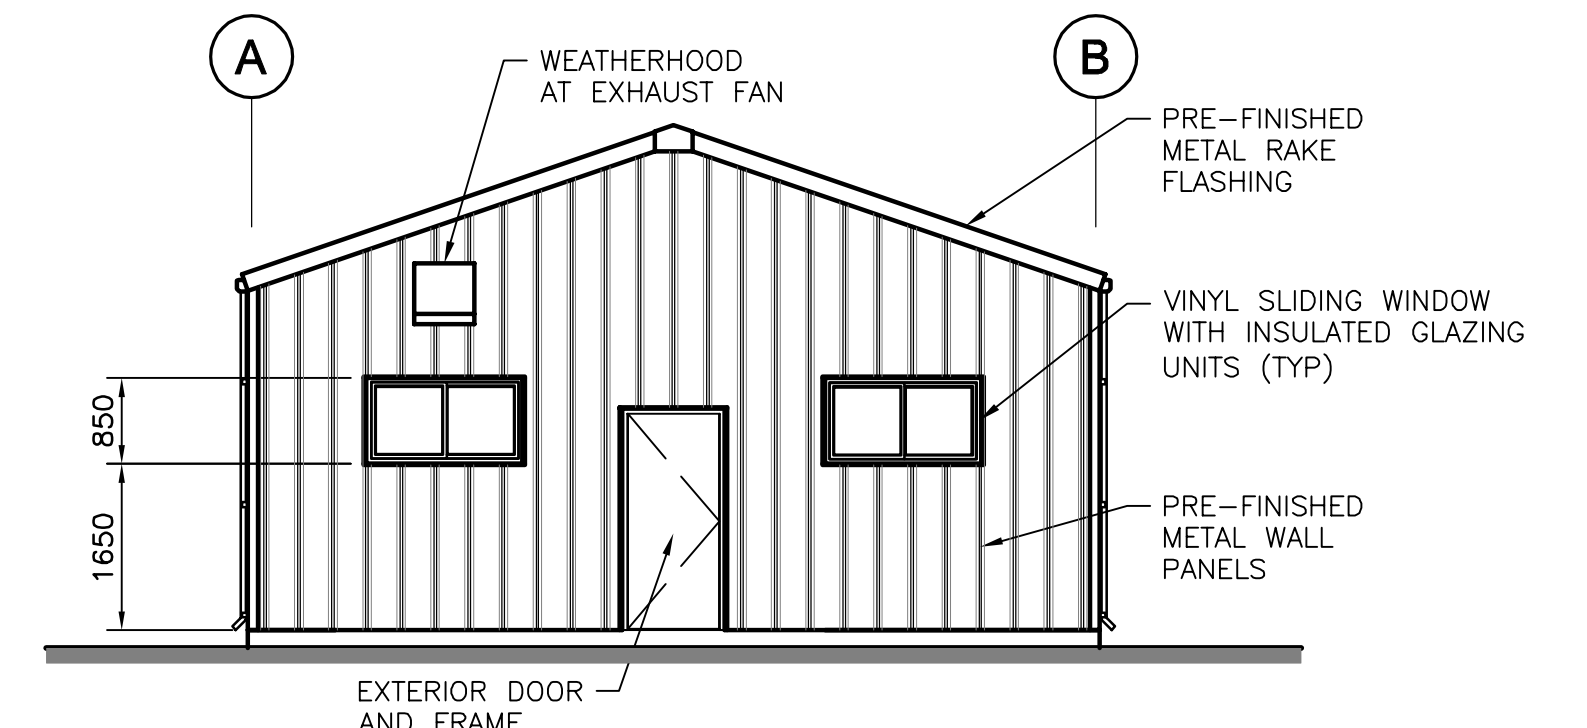 A
B
WEATHERHOOD
AT EXHAUST FAN
PRE-FINISHED
METAL RAKE
FLASHING
VINYL SLIDING WINDOW
WITH INSULATED GLAZING
UNITS (TYP)
850
1650
PRE-FINISHED
METAL WALL
PANELS
EXTERIOR DOOR
AND FRAME